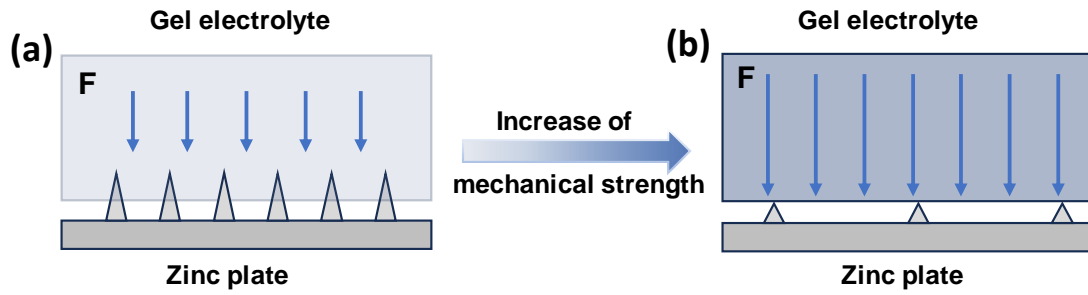 Gel electrolyte
(a)
F
Zinc plate
Increase of
mechanical strength
Gel electrolyte
(b)
F
Zinc plate